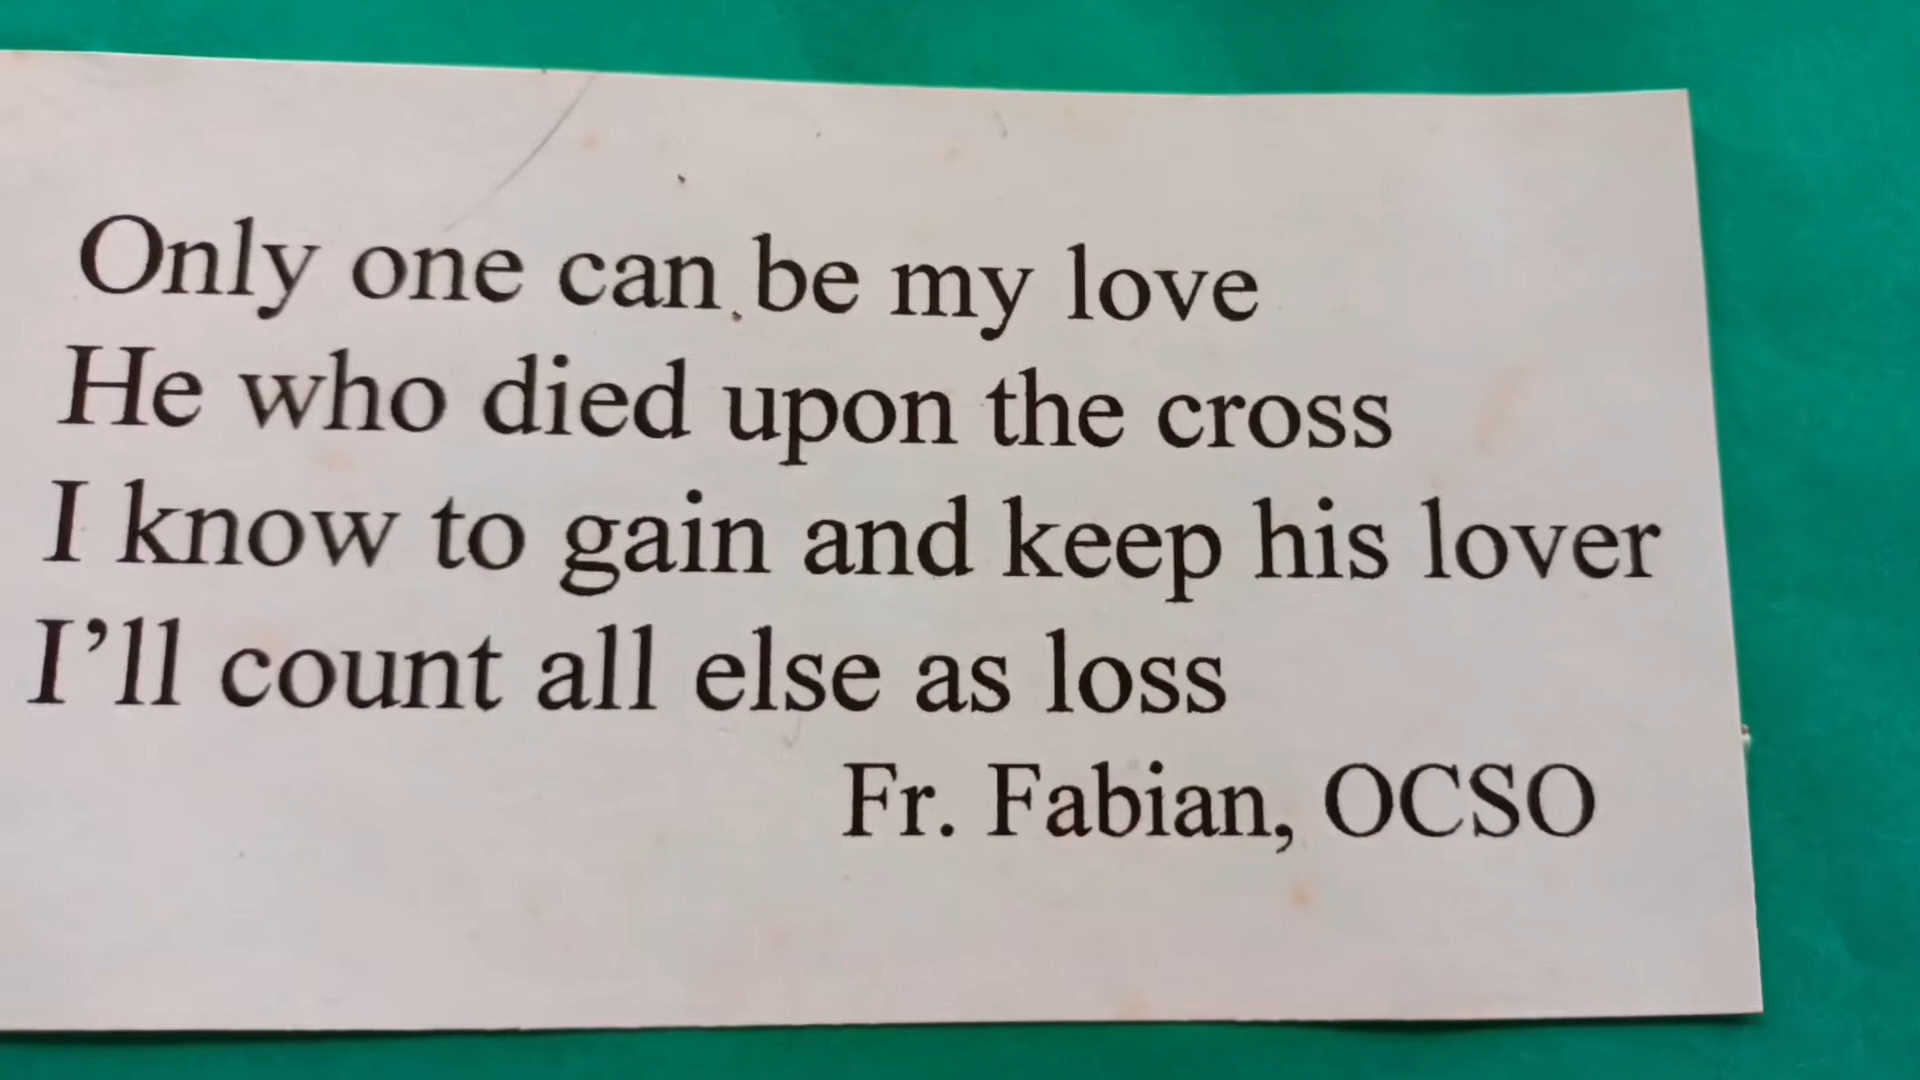 Only one can be my love
He who died upon the cross
I know to gain and keep his lover
I’ll count all else as loss
Fr. Fabian, OCSO